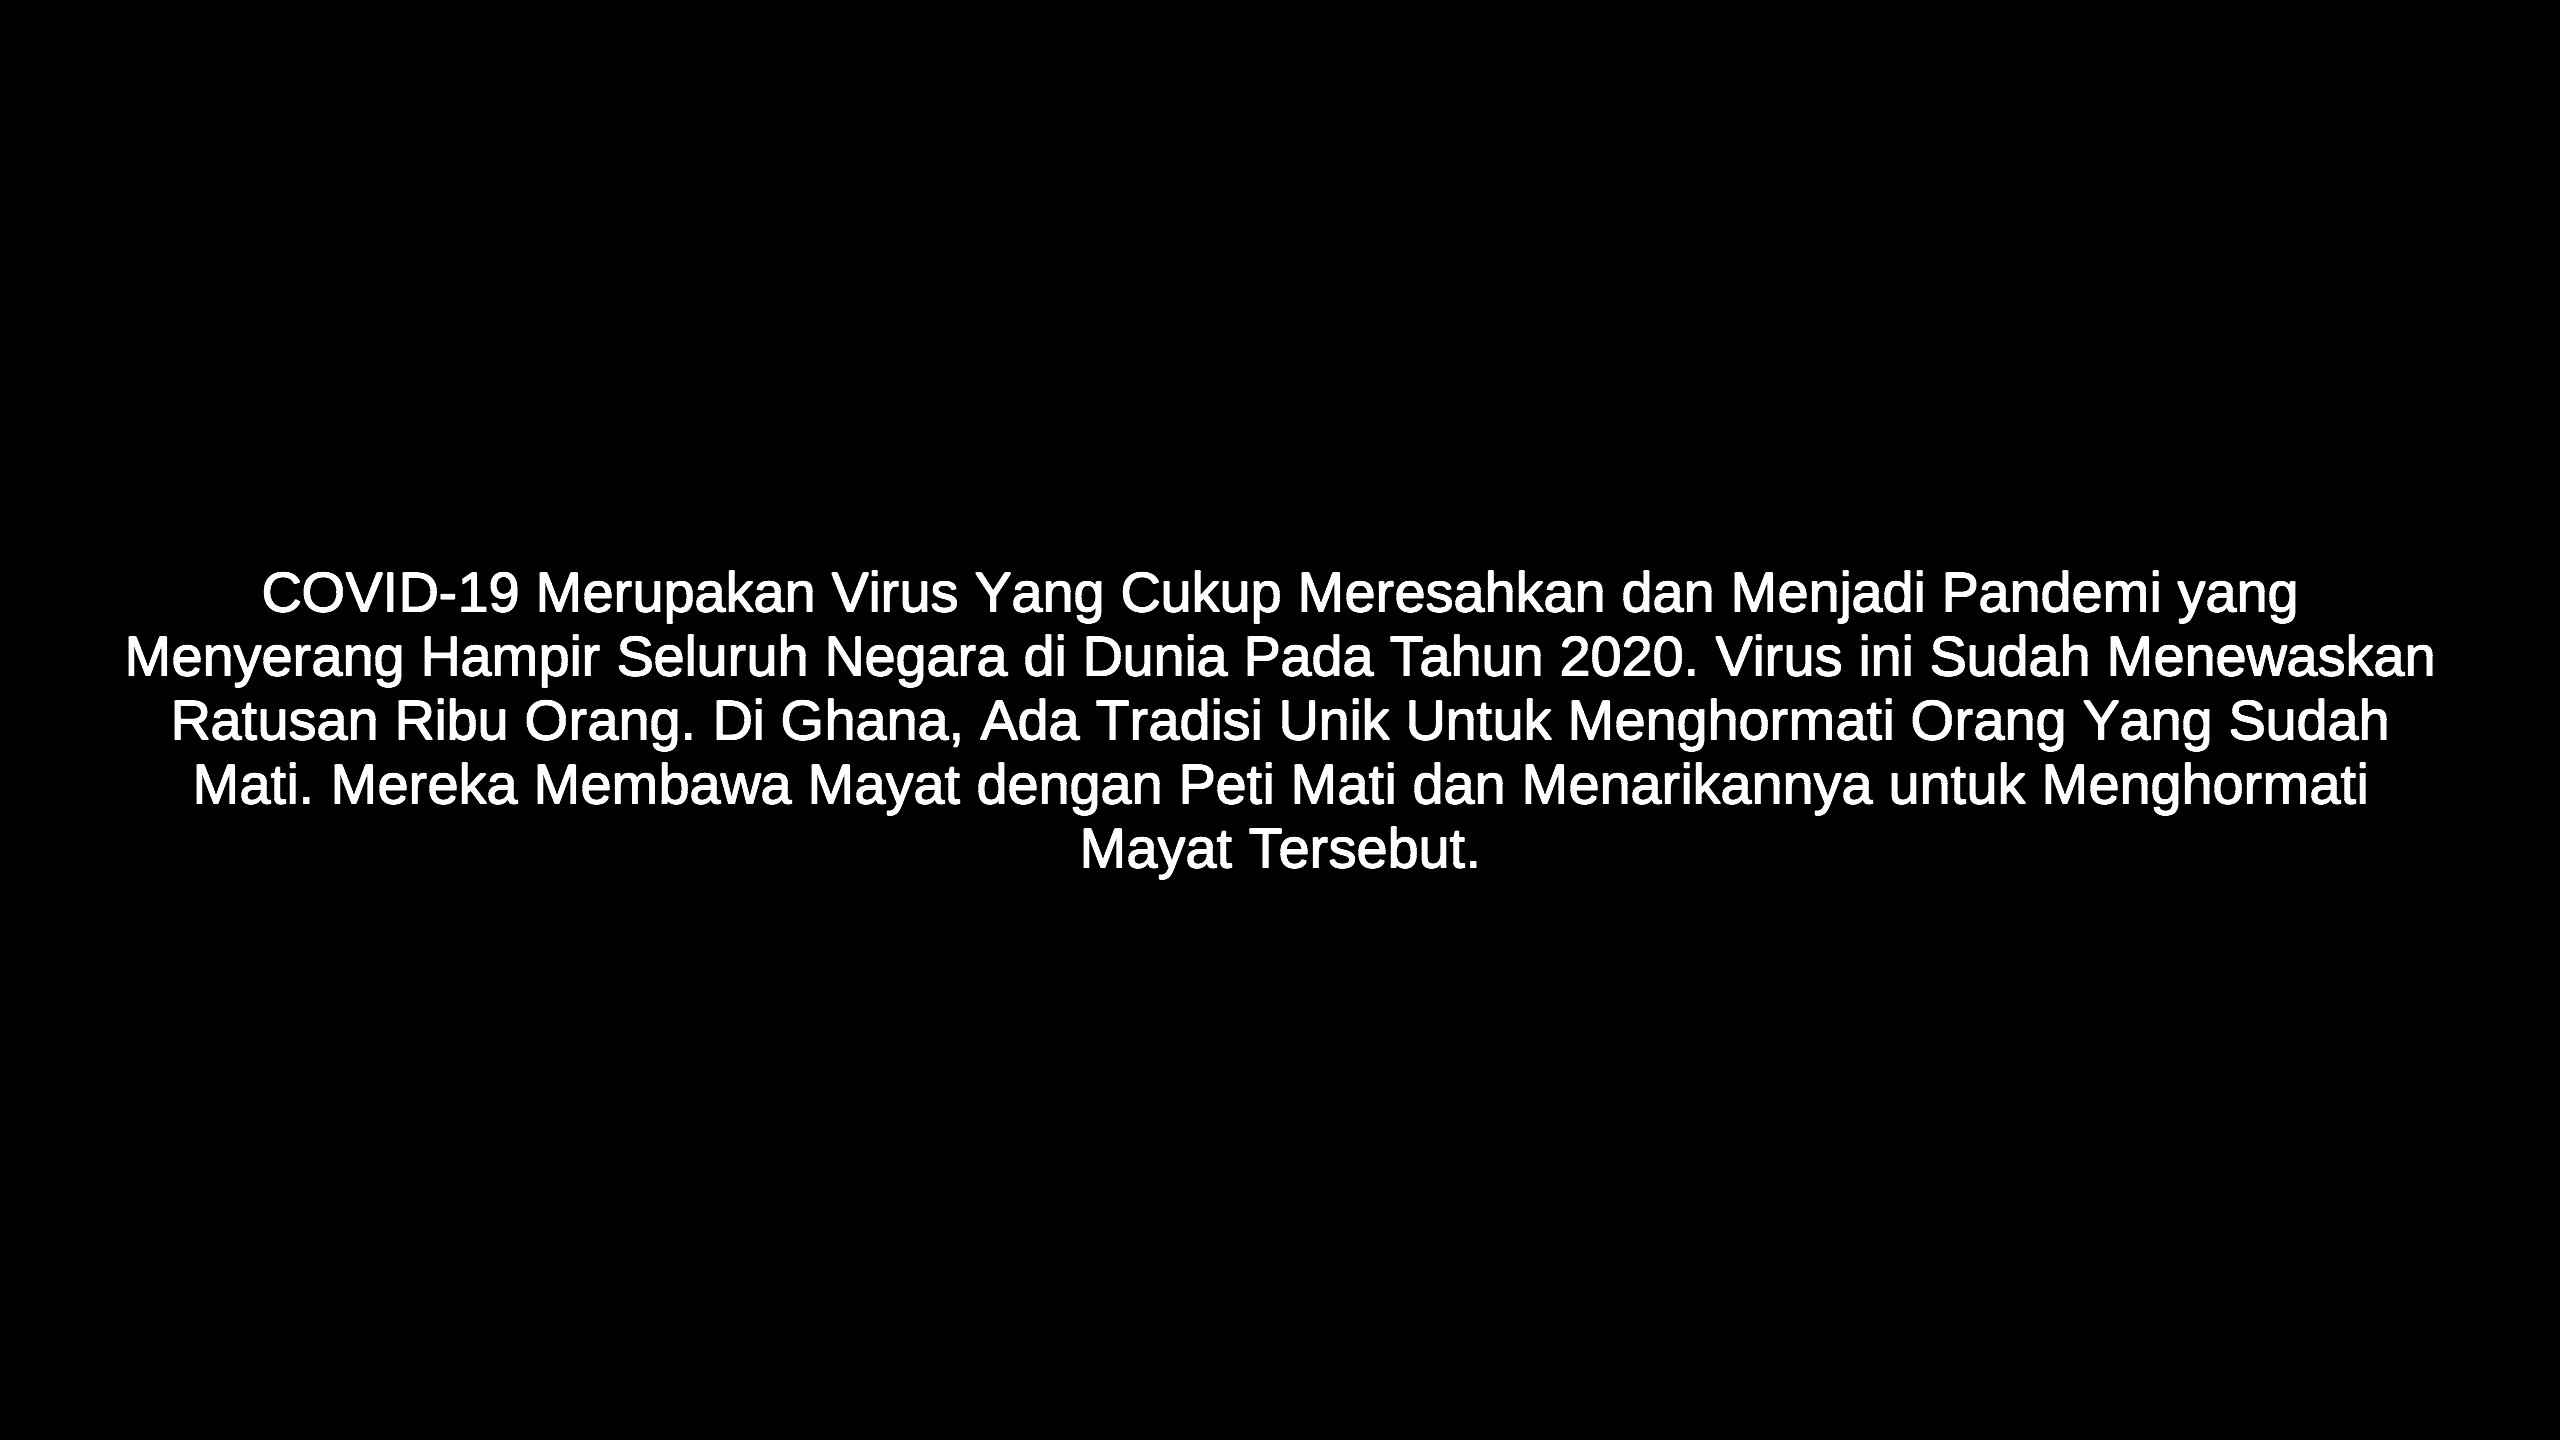 COVID-19 Merupakan Virus Yang Cukup Meresahkan dan Menjadi Pandemi yang
Menyerang Hampir Seluruh Negara di Dunia Pada Tahun 2020. Virus ini Sudah Menewaskan
Ratusan Ribu Orang. Di Ghana, Ada Tradisi Unik Untuk Menghormati Orang Yang Sudah
Mati. Mereka Membawa Mayat dengan Peti Mati dan Menarikannya untuk Menghormati
Mayat Tersebut.